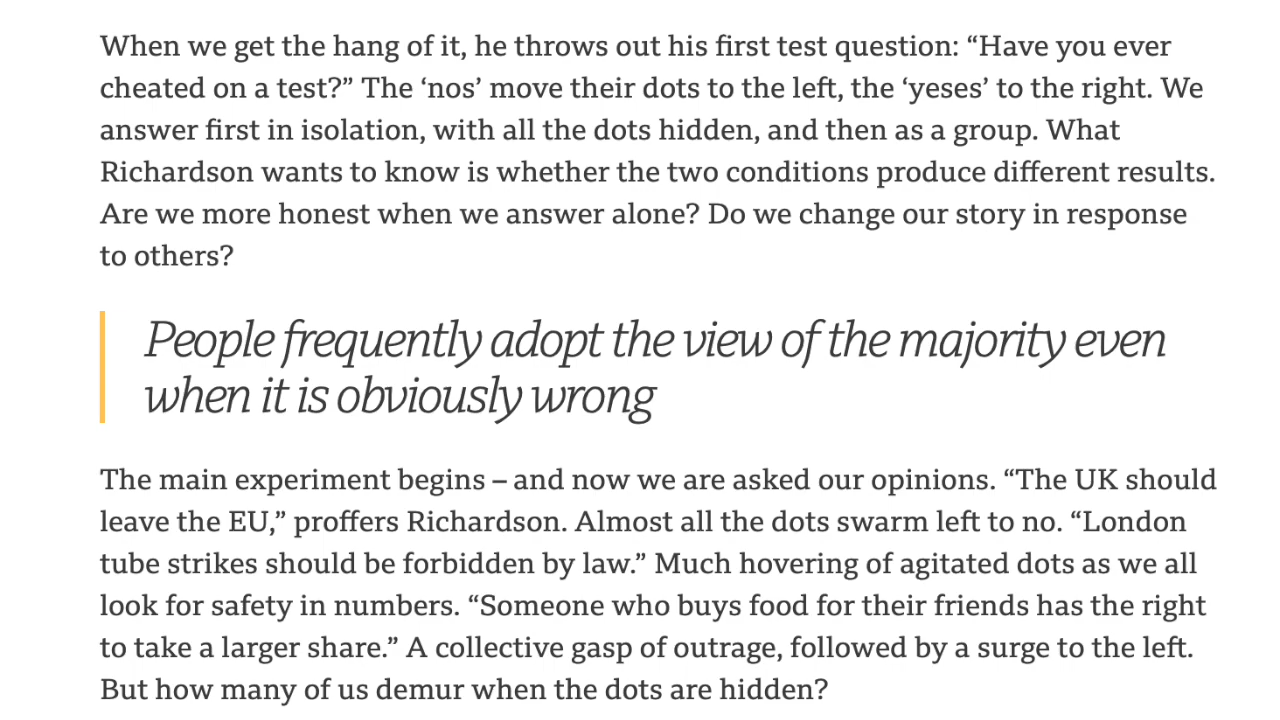 When we get the hang of it, he throws out his first test question: “Have you ever
cheated on a test?” The ‘nos’ move their dots to the left, the ‘yeses’ to the right. We
answer first in isolation, with all the dots hidden, and then as a group. What
Richardson wants to know is whether the two conditions produce different results.
Are we more honest when we answer alone? Do we change our story in response
to others?
People frequently adopt the view of the majority even
when it is obviously wrong
The main experiment begins – and now we are asked our opinions. “The UK should
leave the EU,” proffers Richardson. Almost all the dots swarm left to no. “London
tube strikes should be forbidden by law.” Much hovering of agitated dots as we all
look for safety in numbers. “Someone who buys food for their friends has the right
to take a larger share.” A collective gasp of outrage, followed by a surge to the left.
But how many of us demur when the dots are hidden?